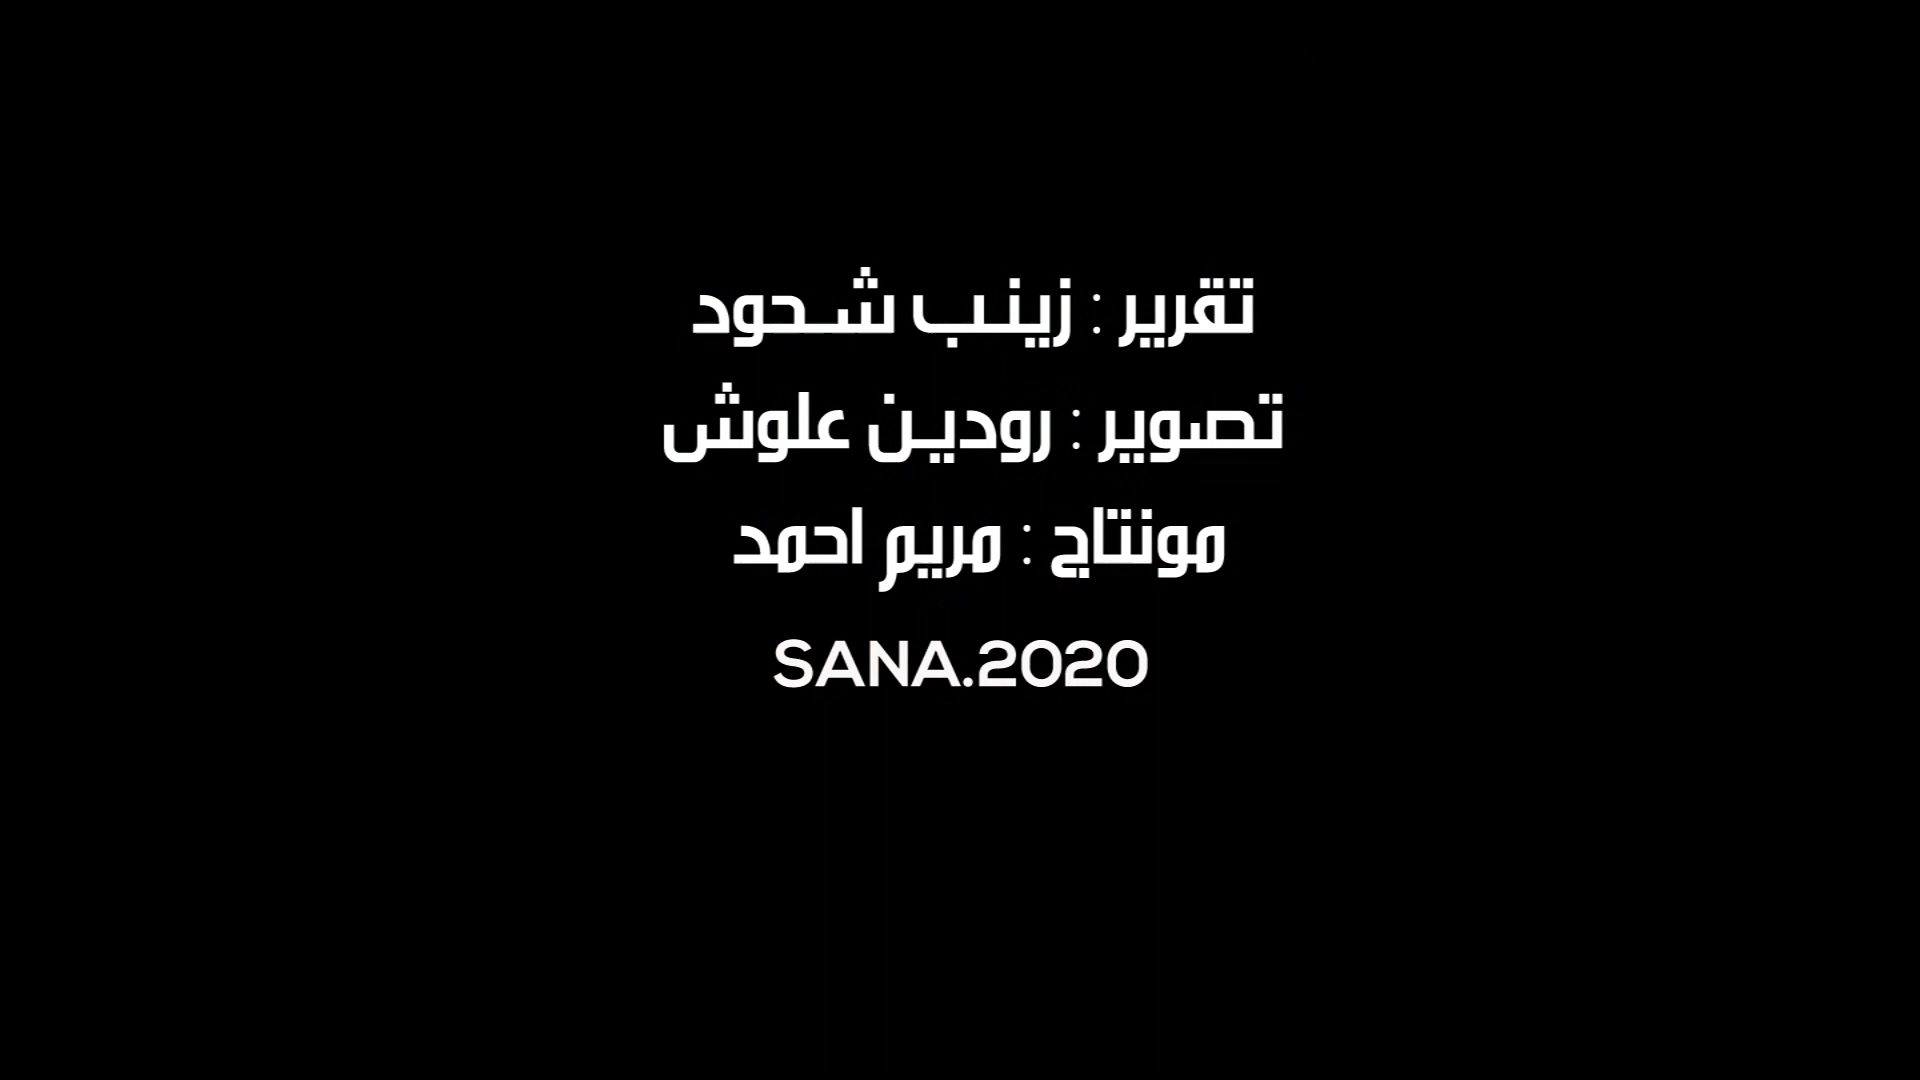 تقرير : زينب شحود
تصوير : رودين علوش
مونتاج : مريم احمد
SANA.2020